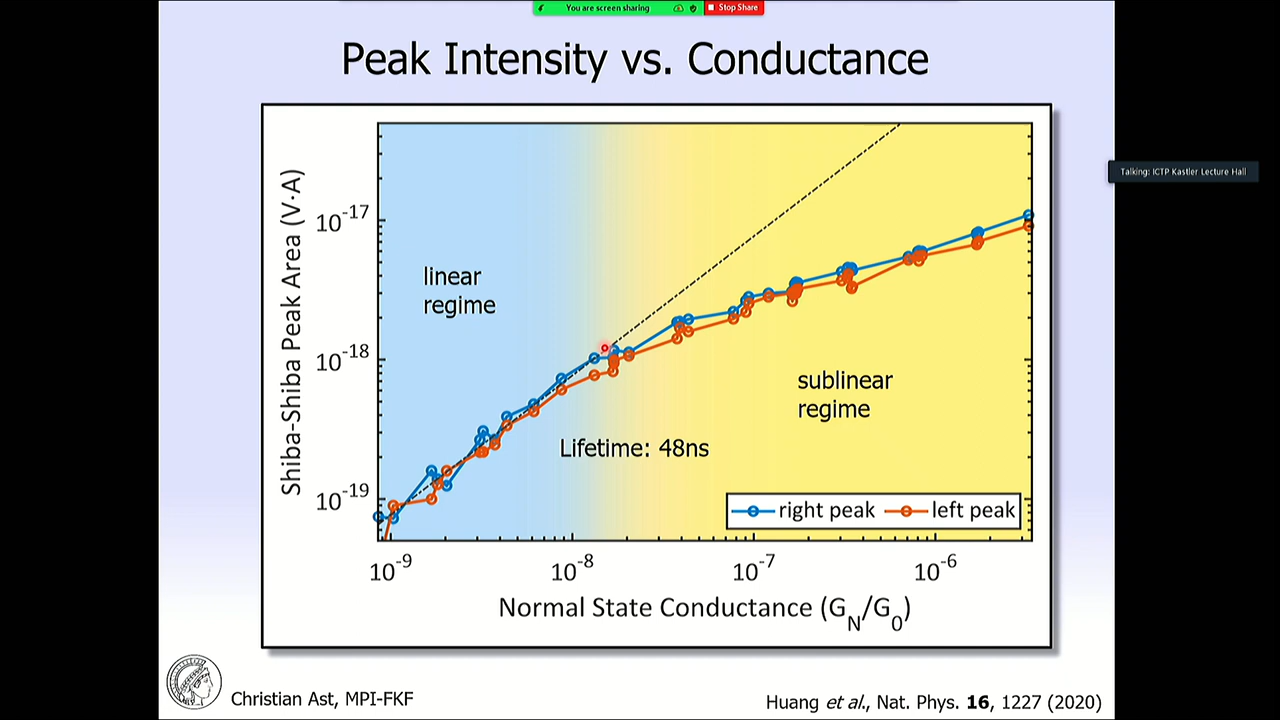 You are screen sharing
Stop Share
Peak Intensity vs. Conductance
Talking: ICTP Kastler Lecture Hall
Shiba-Shiba Peak Area (V·A)
10^-17
10^-18
10^-19
linear
regime
sublinear
regime
Lifetime: 48ns
right peak
left peak
10^-9
10^-8
10^-7
10^-6
Normal State Conductance (G_N/G_0)
Christian Ast, MPI-FKF
Huang et al., Nat. Phys. 16, 1227 (2020)